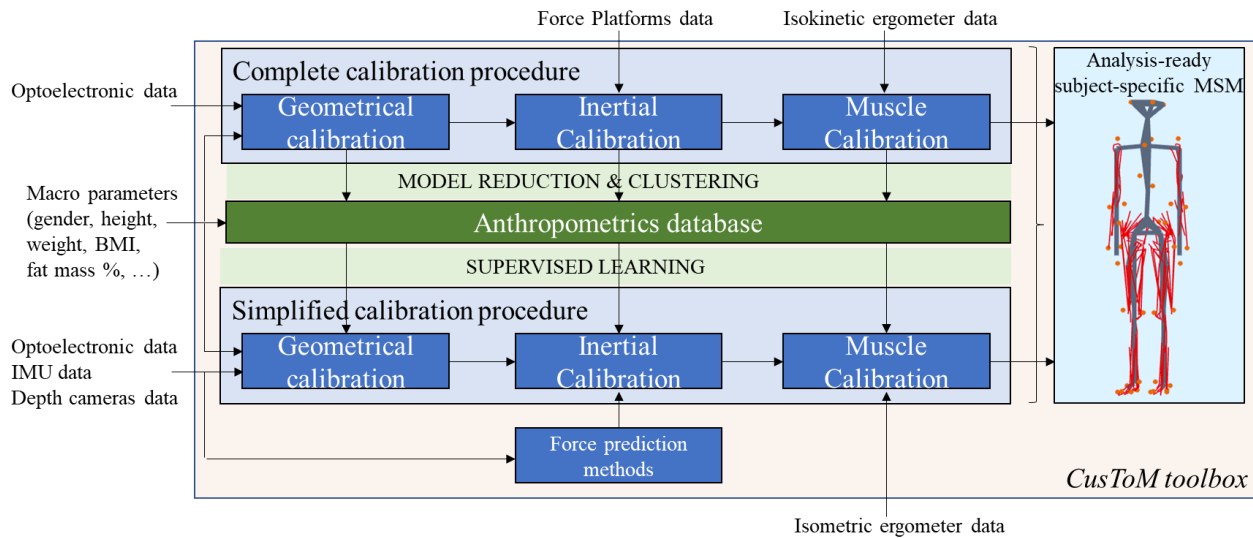 Force Platforms data
Isokinetic ergometer data
Complete calibration procedure
Analysis-ready
subject-specific MSM
Optoelectronic data
Geometrical
calibration
Inertial
Calibration
Muscle
Calibration
MODEL REDUCTION & CLUSTERING
Macro parameters
(gender, height,
weight, BMI,
fat mass %, …)
Anthropometrics database
SUPERVISED LEARNING
Simplified calibration procedure
Optoelectronic data
IMU data
Depth cameras data
Geometrical
calibration
Inertial
Calibration
Muscle
Calibration
Force prediction
methods
CusToM toolbox
Isometric ergometer data